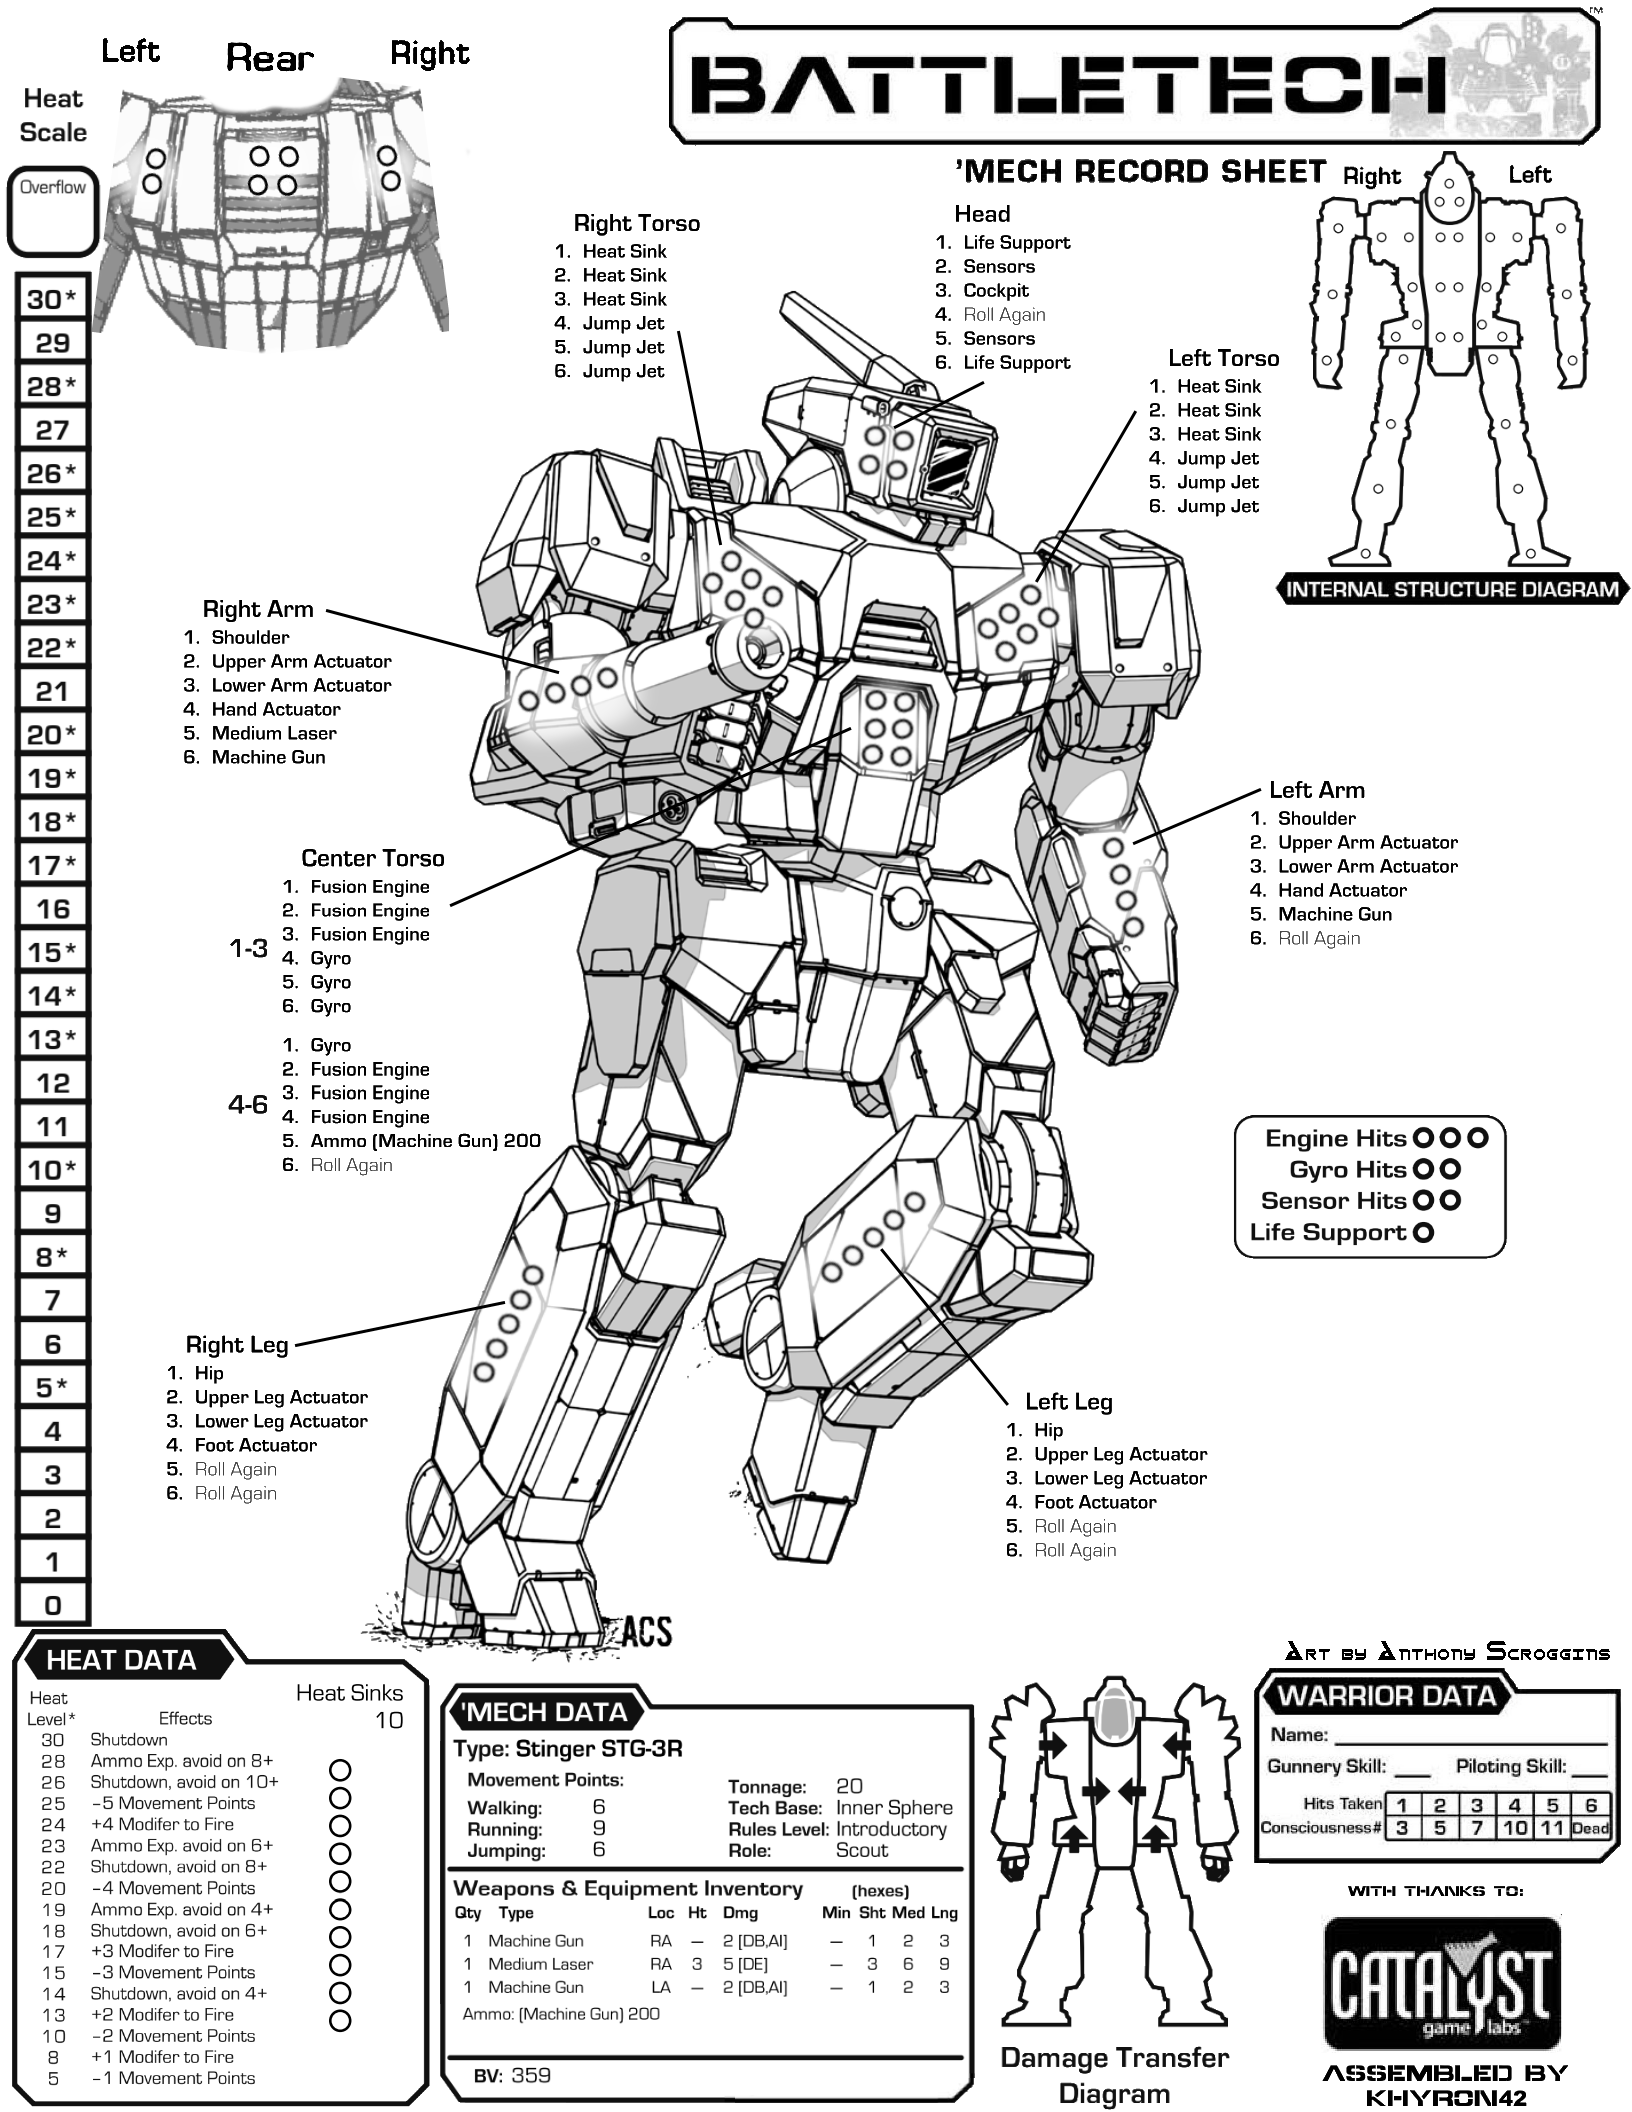 Left Rear Right
BATTLETECH™
'MECH RECORD SHEET
Heat
Scale
Overflow
30*
29
28*
27
26*
25*
24*
23*
22*
21
20*
19*
18*
17*
16
15*
14*
13*
12
11
10*
9
8*
7
6
5*
4
3
2
1
0
Right Torso
1. Heat Sink
2. Heat Sink
3. Heat Sink
4. Jump Jet
5. Jump Jet
6. Jump Jet
Head
1. Life Support
2. Sensors
3. Cockpit
4. Roll Again
5. Sensors
6. Life Support
Left Torso
1. Heat Sink
2. Heat Sink
3. Heat Sink
4. Jump Jet
5. Jump Jet
6. Jump Jet
Right Left
INTERNAL STRUCTURE DIAGRAM
Right Arm
1. Shoulder
2. Upper Arm Actuator
3. Lower Arm Actuator
4. Hand Actuator
5. Medium Laser
6. Machine Gun
Left Arm
1. Shoulder
2. Upper Arm Actuator
3. Lower Arm Actuator
4. Hand Actuator
5. Machine Gun
6. Roll Again
Center Torso
1-3
1. Fusion Engine
2. Fusion Engine
3. Fusion Engine
4. Gyro
5. Gyro
6. Gyro
4-6
1. Gyro
2. Fusion Engine
3. Fusion Engine
4. Fusion Engine
5. Ammo (Machine Gun) 200
6. Roll Again
Engine Hits
Gyro Hits
Sensor Hits
Life Support
Right Leg
1. Hip
2. Upper Leg Actuator
3. Lower Leg Actuator
4. Foot Actuator
5. Roll Again
6. Roll Again
Left Leg
1. Hip
2. Upper Leg Actuator
3. Lower Leg Actuator
4. Foot Actuator
5. Roll Again
6. Roll Again
ACS
HEAT DATA
Heat Sinks
10
Heat
Level* Effects
30 Shutdown
28 Ammo Exp. avoid on 8+
26 Shutdown, avoid on 10+
25 -5 Movement Points
24 +4 Modifer to Fire
23 Ammo Exp. avoid on 6+
22 Shutdown, avoid on 8+
20 -4 Movement Points
19 Ammo Exp. avoid on 4+
18 Shutdown, avoid on 6+
17 +3 Modifer to Fire
15 -3 Movement Points
14 Shutdown, avoid on 4+
13 +2 Modifer to Fire
10 -2 Movement Points
8 +1 Modifer to Fire
5 -1 Movement Points
'MECH DATA
Type: Stinger STG-3R
Movement Points:
Walking: 6
Running: 9
Jumping: 6
Tonnage: 20
Tech Base: Inner Sphere
Rules Level: Introductory
Role: Scout
Weapons & Equipment Inventory (hexes)
Qty Type Loc Ht Dmg Min Sht Med Lng
1 Machine Gun RA — 2 [DB,AI] — 1 2 3
1 Medium Laser RA 3 5 [DE] — 3 6 9
1 Machine Gun LA — 2 [DB,AI] — 1 2 3
Ammo: (Machine Gun) 200
BV: 359
Damage Transfer
Diagram
Art by Anthony Scroggins
WARRIOR DATA
Name:
Gunnery Skill: Piloting Skill:
Hits Taken 1 2 3 4 5 6
Consciousness# 3 5 7 10 11 Dead
WITH THANKS TO:
CATALYST
game labs™
ASSEMBLED BY
KHYRON42